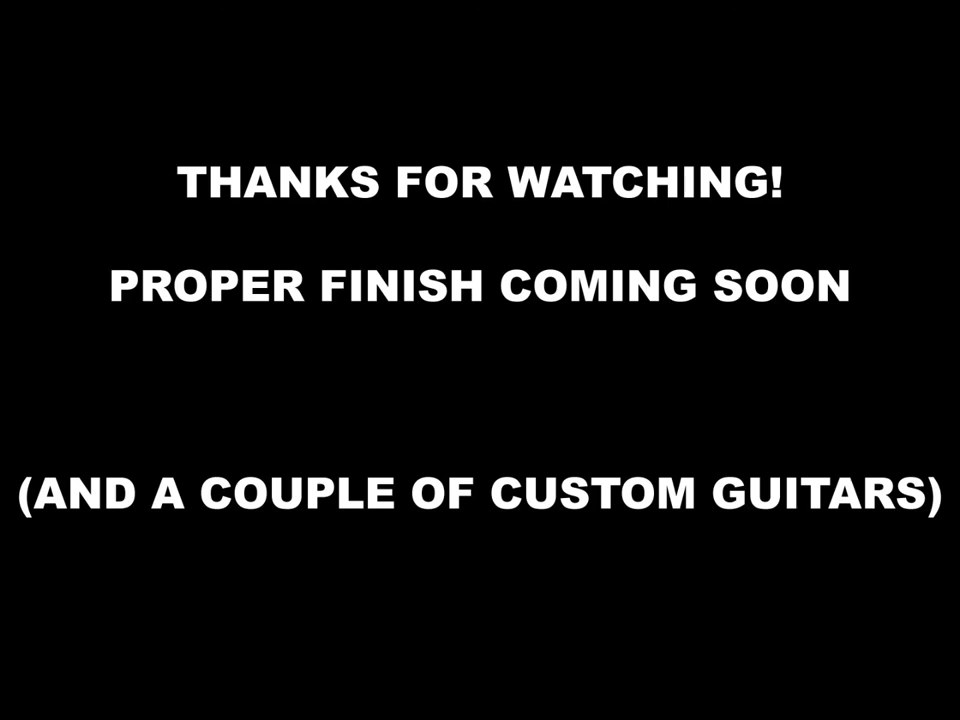 THANKS FOR WATCHING!
PROPER FINISH COMING SOON
(AND A COUPLE OF CUSTOM GUITARS)